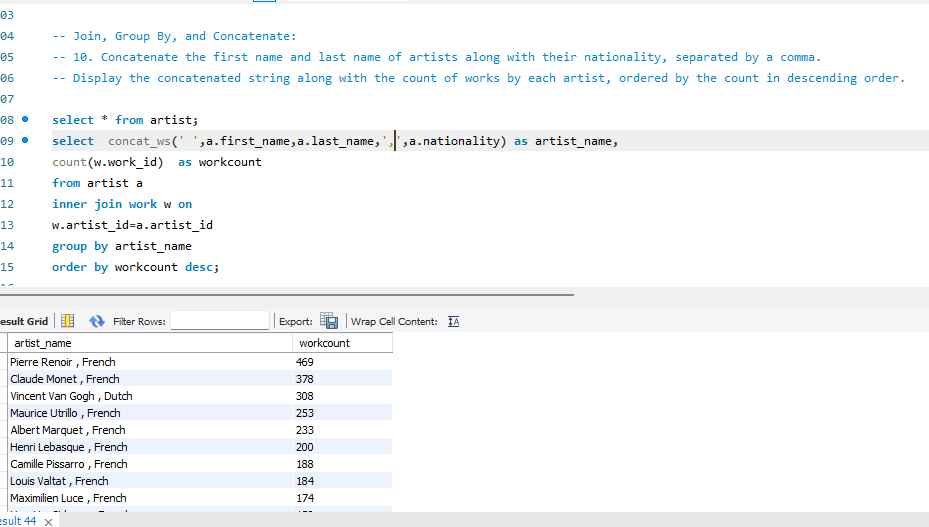 03
04 -- Join, Group By, and Concatenate:
05 -- 10. Concatenate the first name and last name of artists along with their nationality, separated by a comma.
06 -- Display the concatenated string along with the count of works by each artist, ordered by the count in descending order.
07
08 select * from artist;
09 select  concat_ws(' ',a.first_name,a.last_name,',',a.nationality) as artist_name,
10 count(w.work_id)  as workcount
11 from artist a
12 inner join work w on
13 w.artist_id=a.artist_id
14 group by artist_name
15 order by workcount desc;
esult Grid Filter Rows: Export: Wrap Cell Content: IA
artist_name workcount
Pierre Renoir , French 469
Claude Monet , French 378
Vincent Van Gogh , Dutch 308
Maurice Utrillo , French 253
Albert Marquet , French 233
Henri Lebasque , French 200
Camille Pissarro , French 188
Louis Valtat , French 184
Maximilien Luce , French 174
esult 44 ×